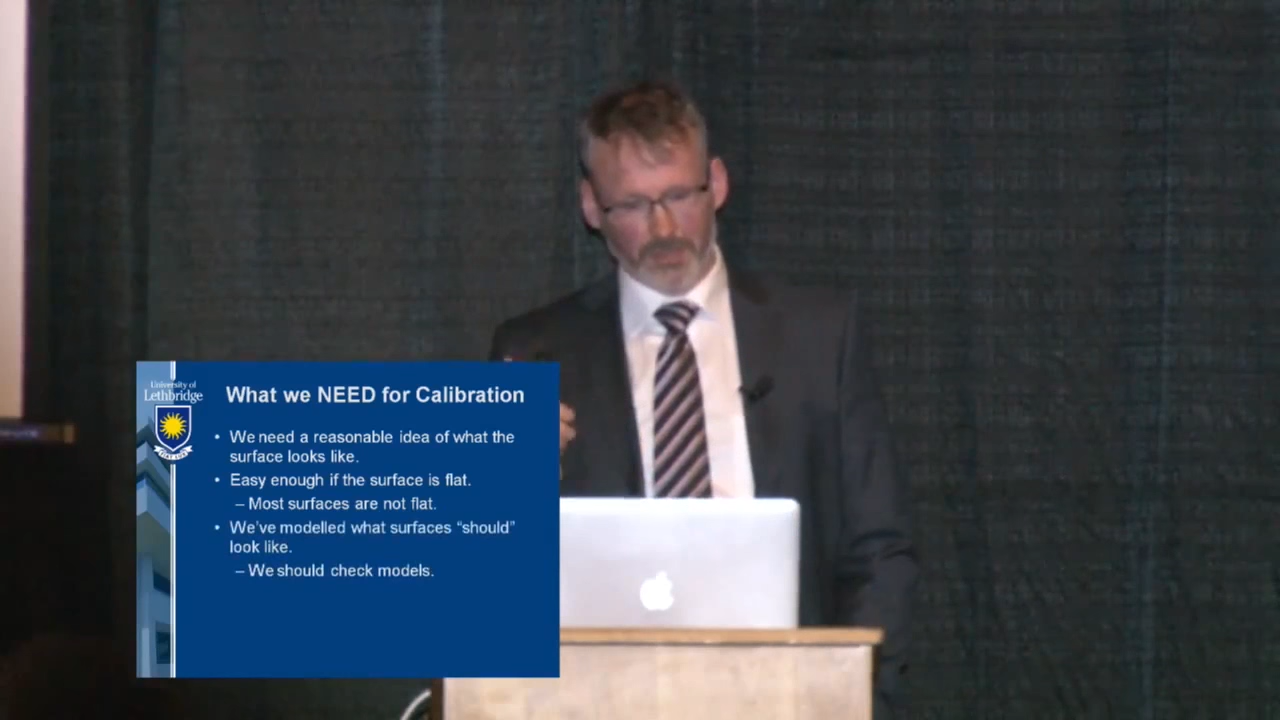 University of
Lethbridge
What we NEED for Calibration
• We need a reasonable idea of what the
surface looks like.
• Easy enough if the surface is flat.
– Most surfaces are not flat.
• We've modelled what surfaces “should”
look like.
– We should check models.